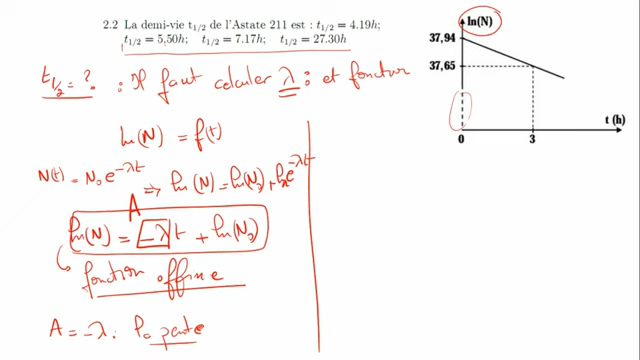 2.2 La demi-vie t1/2 de l'Astate 211 est : t1/2 = 4.19h;
t1/2 = 5,50h; t1/2 = 7.17h; t1/2 = 27.30h
t1/2 = ? : Il faut calculer λ : et fonction
ln(N) = f(t)
N(t) = N₀ e^-λt ⇒ ln(N) = ln(N₀) + ln e^-λt
A
ln(N) = -λ t + ln(N₀)
fonction affine
A = -λ : la pente
ln(N)
37,94
37,65
t (h)
0
3